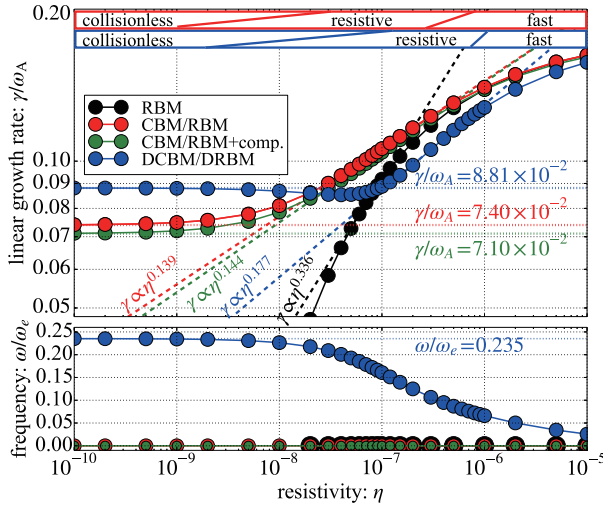 0.20
collisionless resistive fast
collisionless resistive fast
RBM
CBM/RBM
CBM/RBM+comp.
DCBM/DRBM
linear growth rate: γ/ω_A
0.10
0.09
0.08
0.07
0.06
0.05
γ/ω_A=8.81×10⁻²
γ/ω_A=7.40×10⁻²
γ/ω_A=7.10×10⁻²
γ∝η^0.139
γ∝η^0.144
γ∝η^0.177
γ∝η^0.336
frequency: ω/ω_e
0.25
0.20
0.15
0.10
0.05
0.00
ω/ω_e=0.235
10⁻¹⁰ 10⁻⁹ 10⁻⁸ 10⁻⁷ 10⁻⁶ 10⁻⁵
resistivity: η